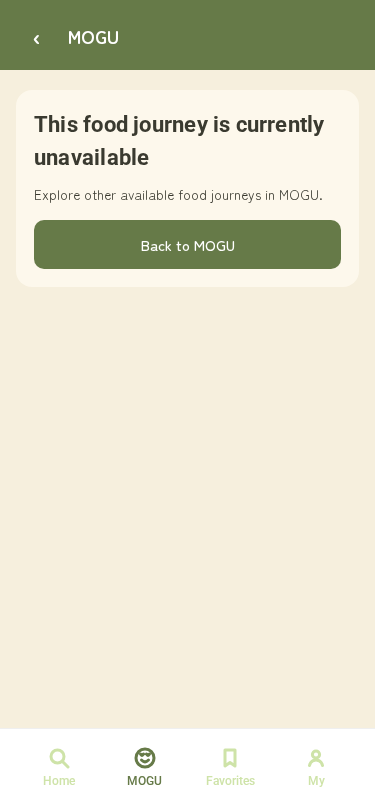 ‹ MOGU
This food journey is currently
unavailable
Explore other available food journeys in MOGU.
Back to MOGU
Home MOGU Favorites My